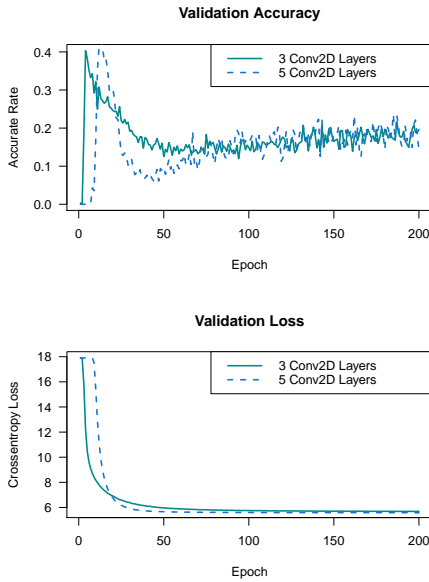 Validation Accuracy
Accurate Rate
0.4
0.3
0.2
0.1
0.0
3 Conv2D Layers
5 Conv2D Layers
0
50
100
150
200
Epoch
Validation Loss
Crossentropy Loss
18
16
14
12
10
8
6
3 Conv2D Layers
5 Conv2D Layers
0
50
100
150
200
Epoch